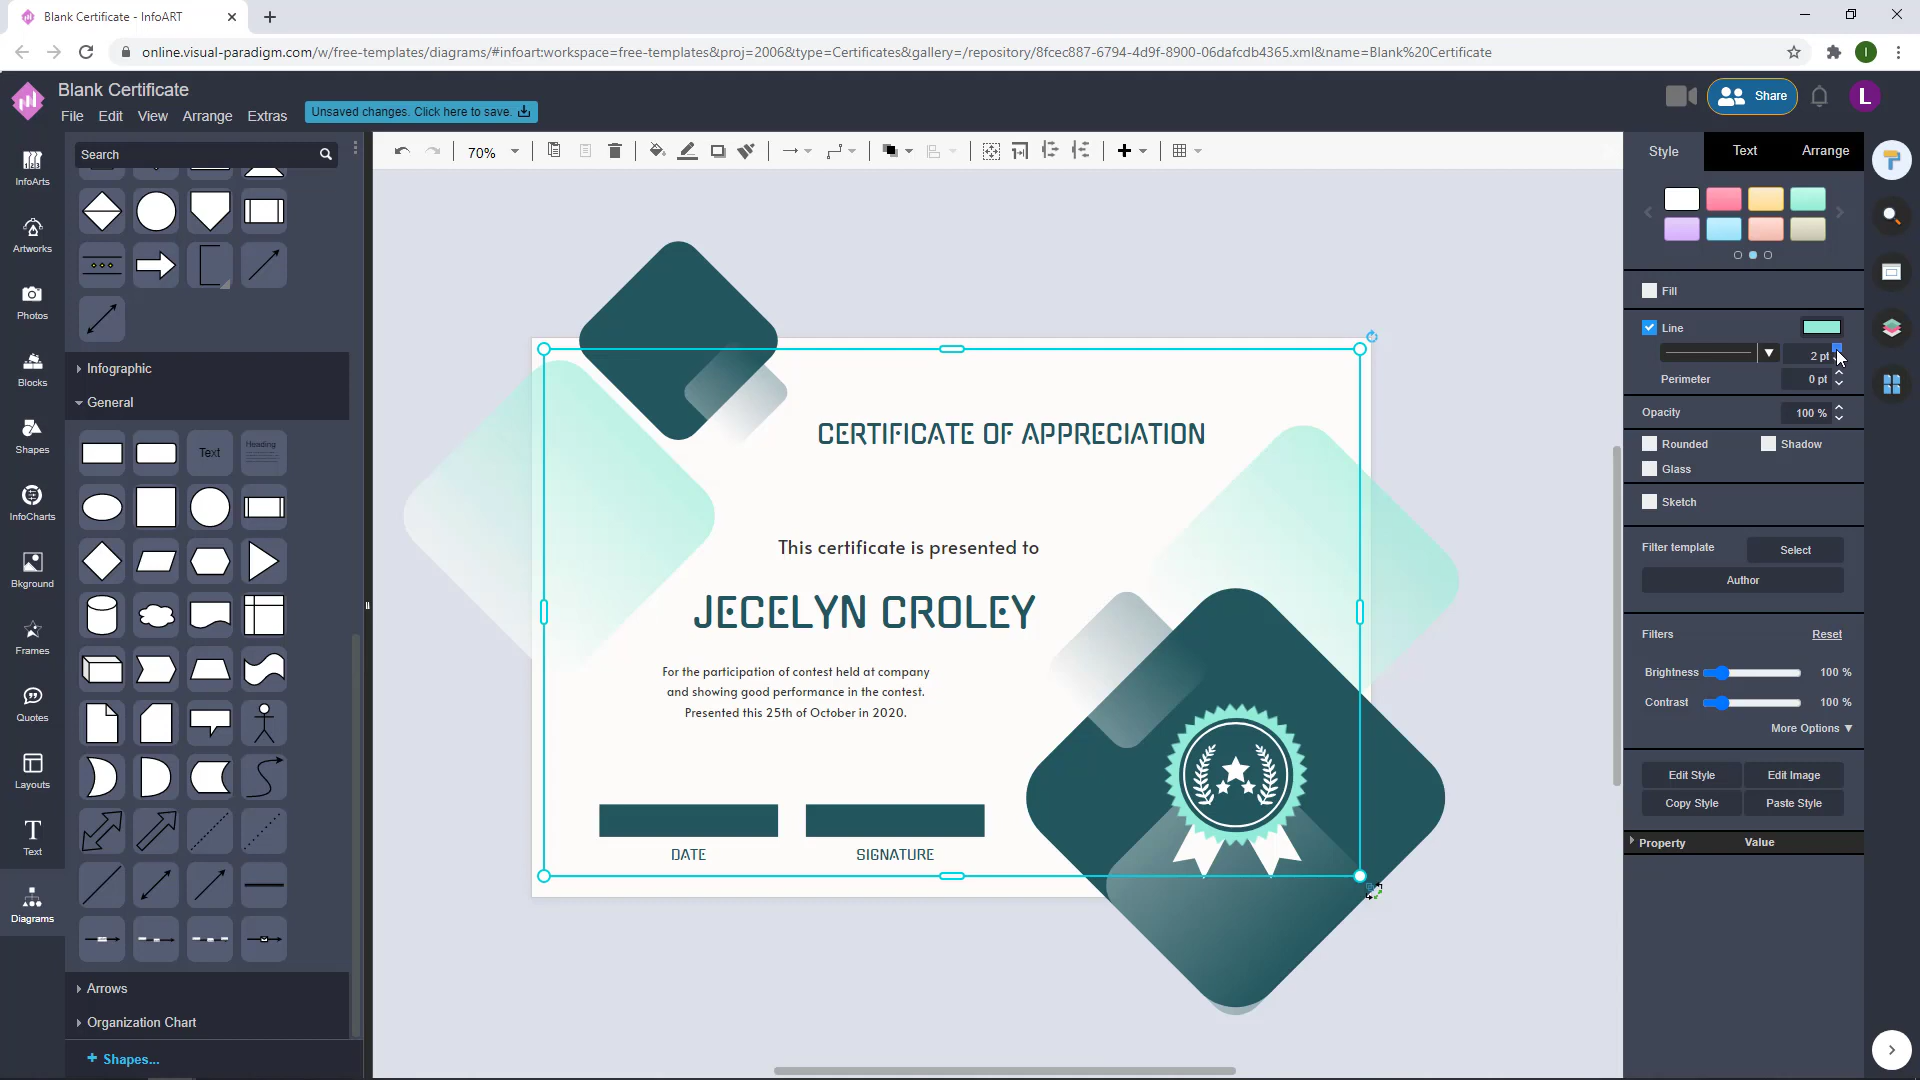 Blank Certificate - InfoART
online.visual-paradigm.com/w/free-templates/diagrams/#infoart:workspace=free-templates&proj=2006&type=Certificates&gallery=/repository/8fcec887-6794-4d9f-8900-06dafcdb4365.xml&name=Blank%20Certificate
I
Blank Certificate
File Edit View Arrange Extras
Unsaved changes. Click here to save.
Share
L
Search
70%
Style Text Arrange
InfoArts
Artworks
Photos
Blocks
Shapes
InfoCharts
Bkground
Frames
Quotes
Layouts
Text
Diagrams
Infographic
General
Text
Heading
Arrows
Organization Chart
+ Shapes...
CERTIFICATE OF APPRECIATION
This certificate is presented to
JECELYN CROLEY
For the participation of contest held at company
and showing good performance in the contest.
Presented this 25th of October in 2020.
DATE
SIGNATURE
Fill
Line
2 pt
Perimeter 0 pt
Opacity 100 %
Rounded Shadow
Glass
Sketch
Filter template Select
Author
Filters Reset
Brightness 100 %
Contrast 100 %
More Options ▼
Edit Style Edit Image
Copy Style Paste Style
Property Value